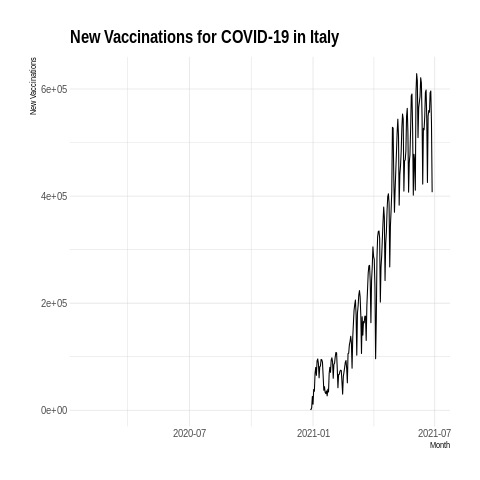 New Vaccinations for COVID-19 in Italy
New Vaccinations
6e+05
4e+05
2e+05
0e+00
2020-07
2021-01
2021-07
Month